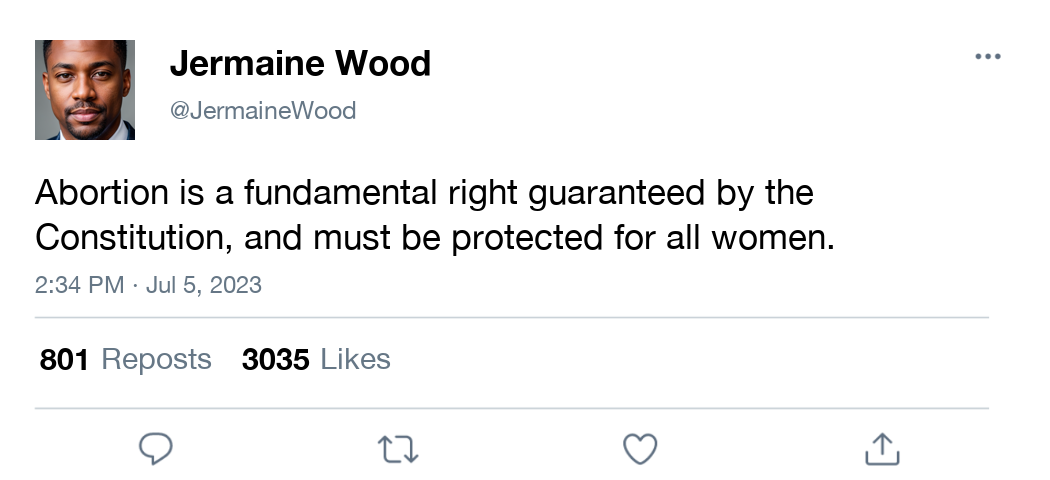 Jermaine Wood
@JermaineWood
Abortion is a fundamental right guaranteed by the
Constitution, and must be protected for all women.
2:34 PM · Jul 5, 2023
801 Reposts 3035 Likes